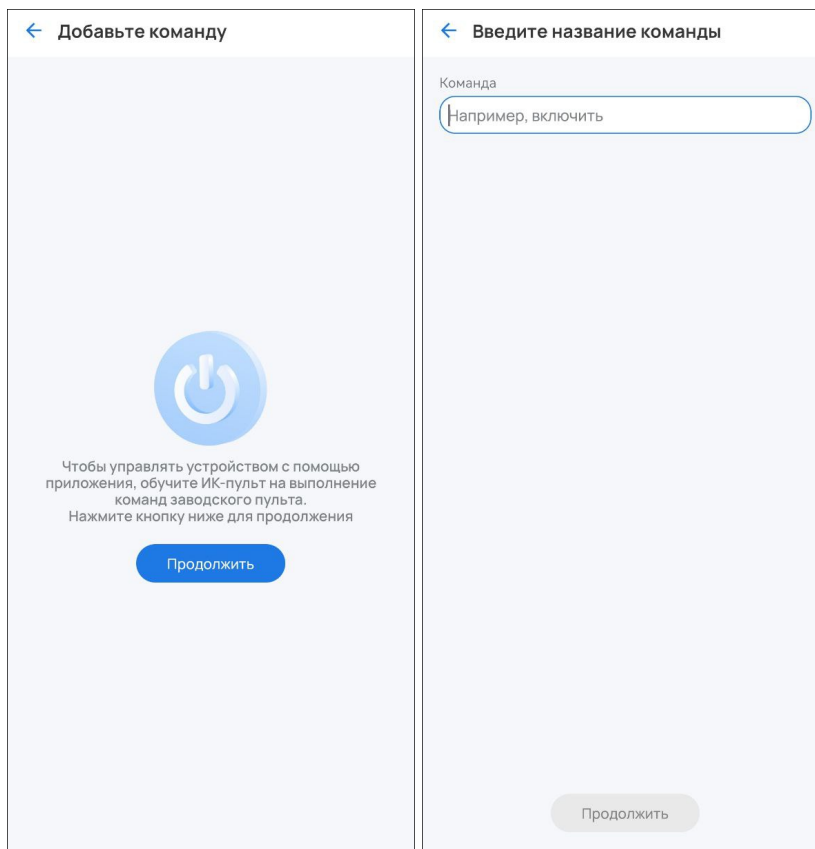 Добавьте команду
Чтобы управлять устройством с помощью
приложения, обучите ИК-пульт на выполнение
команд заводского пульта.
Нажмите кнопку ниже для продолжения
Продолжить
Введите название команды
Команда
Например, включить
Продолжить